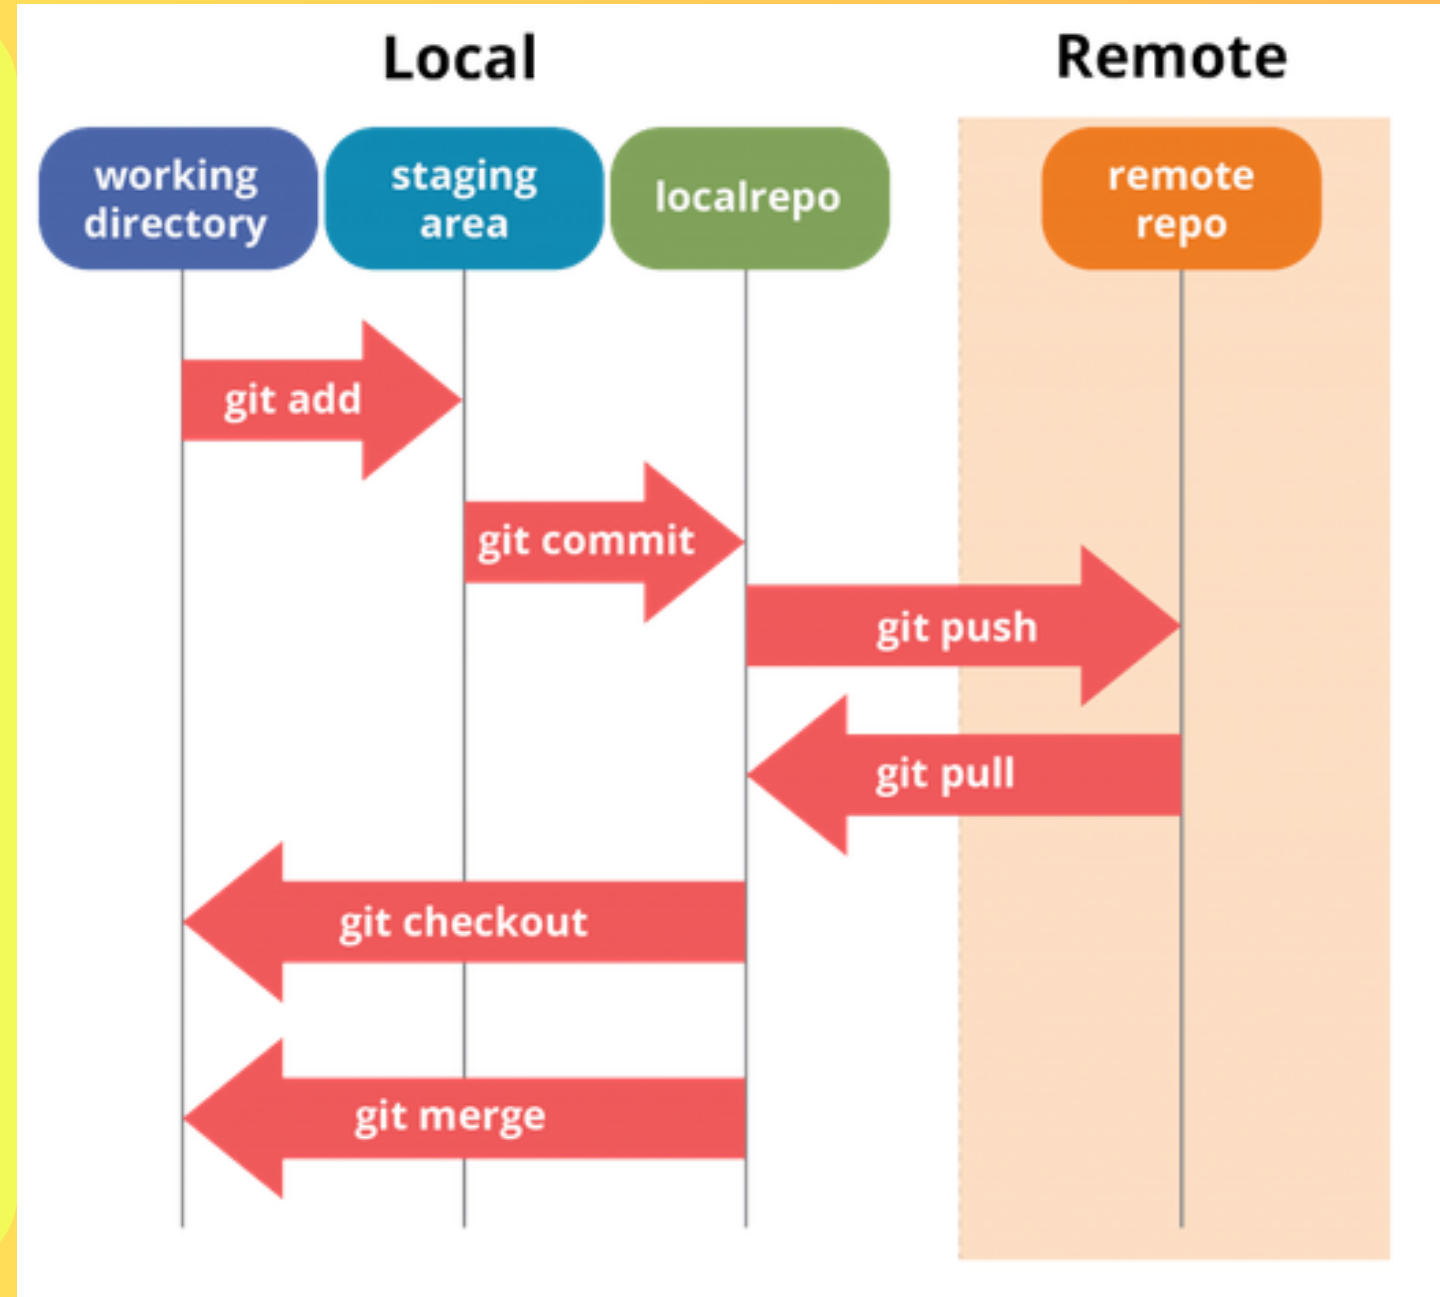 Local
Remote
working
directory
staging
area
localrepo
remote
repo
git add
git commit
git push
git pull
git checkout
git merge